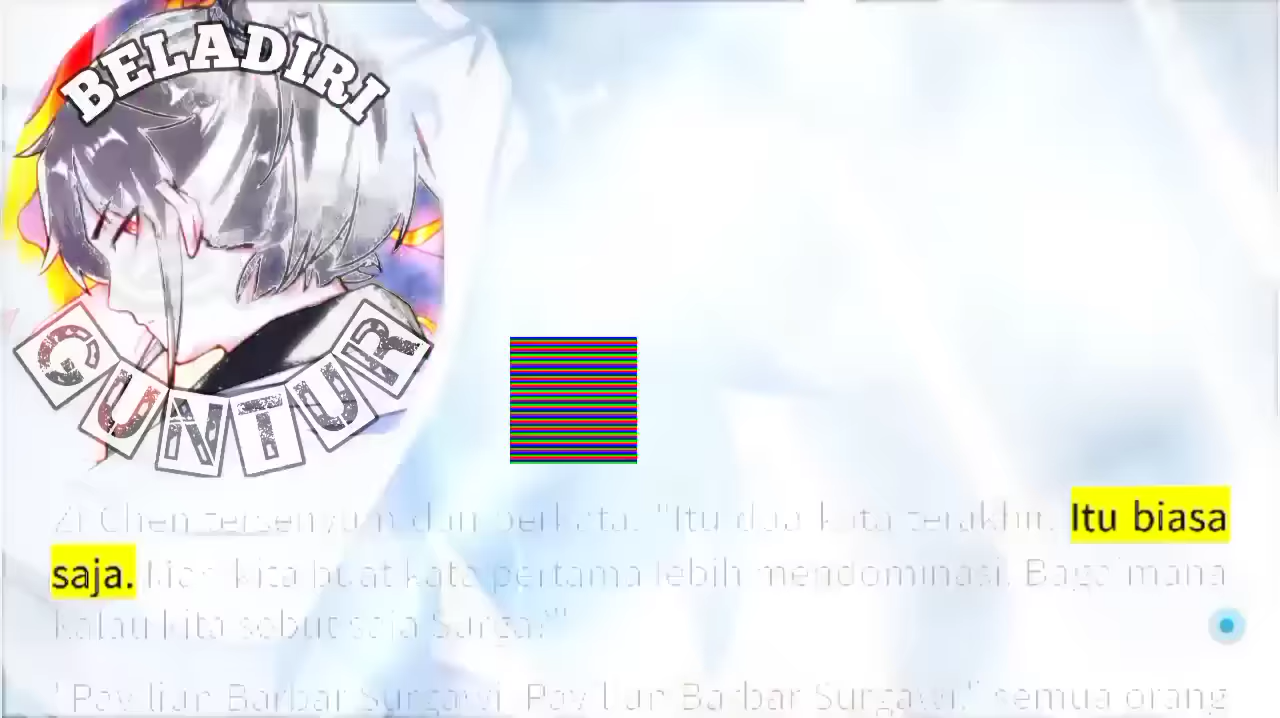 BELADIRI
GUNTUR
Zi Chen tersenyum dan berkata. "Itu dua kata terakhir. Itu biasa
saja. Mari kita buat kata pertama lebih mendominasi. Bagaimana
kalau kita sebut saja Surga?"
"Paviliun Barbar Surgawi, Paviliun Barbar Surgawi," semua orang